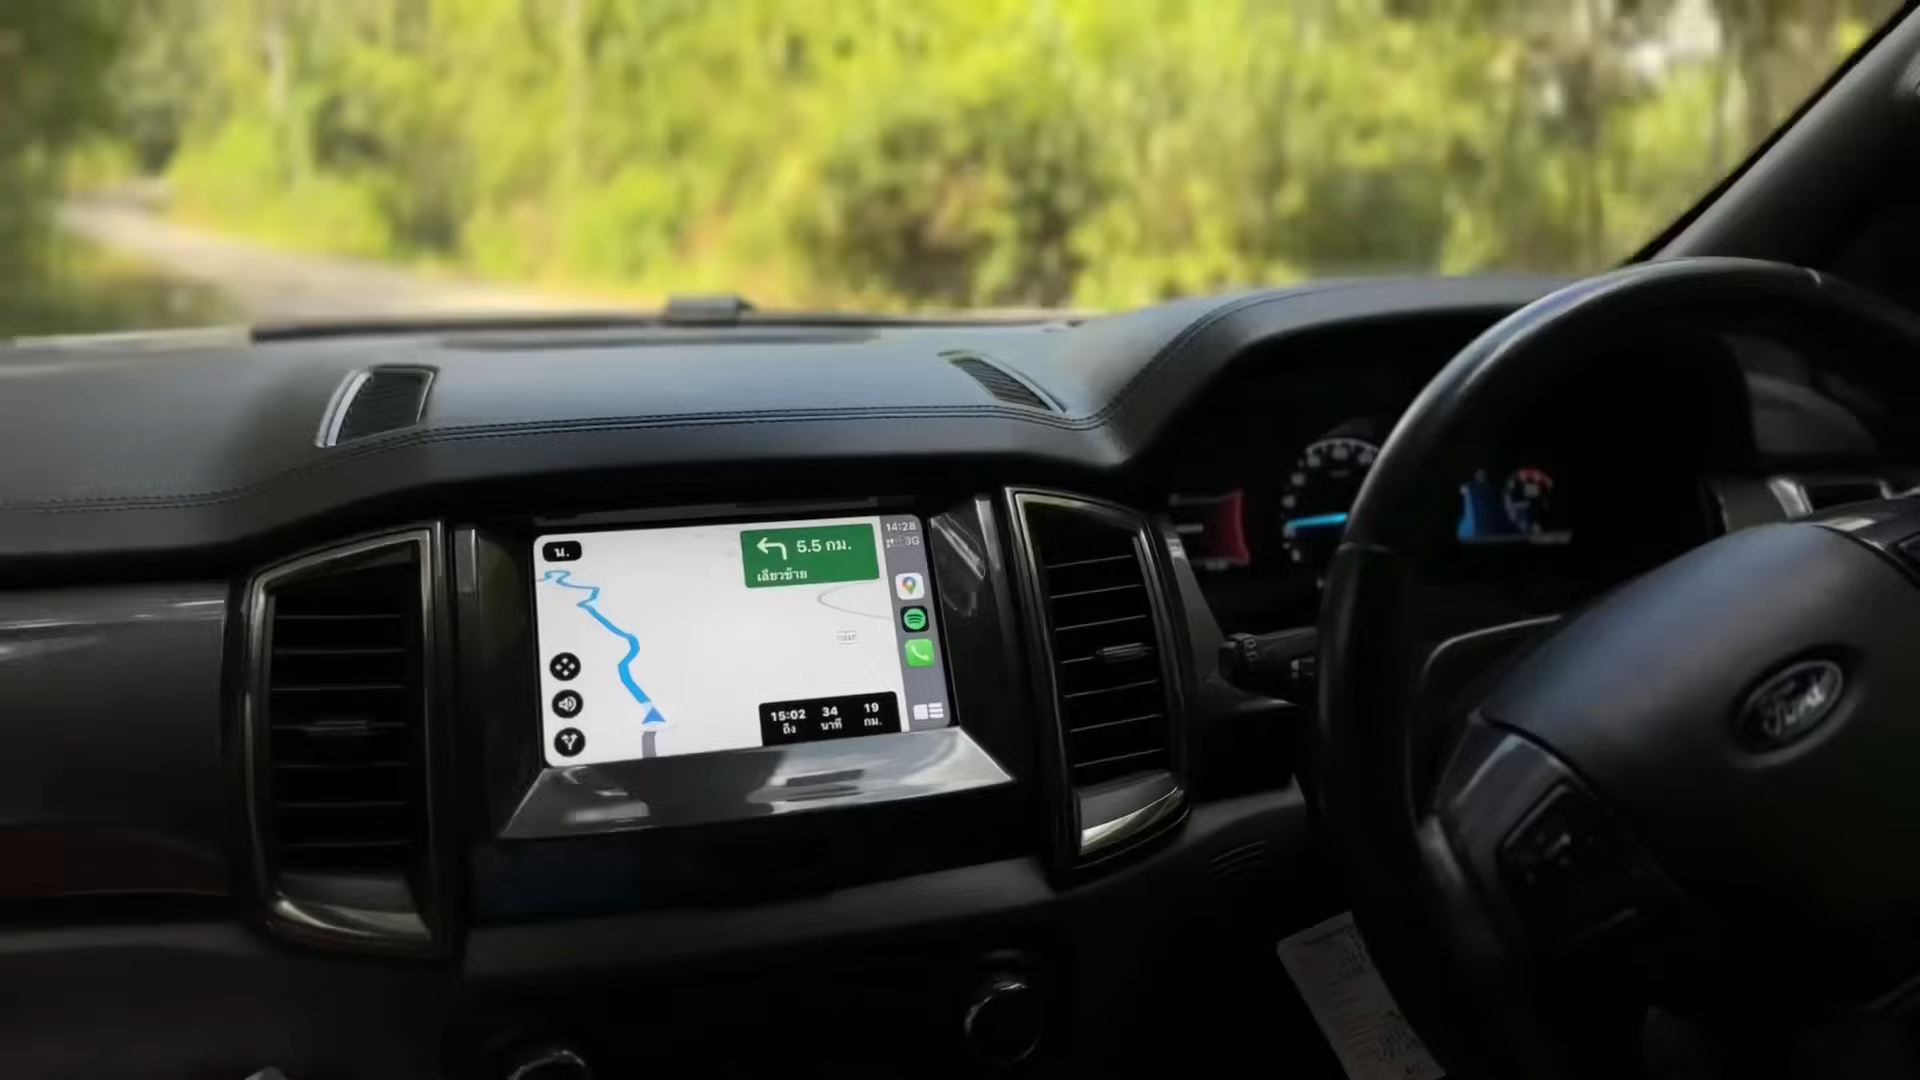 น.
5.5 กม.
เลี้ยวซ้าย
14:28
3G
15:02 34 19
ถึง นาที กม.
Ford